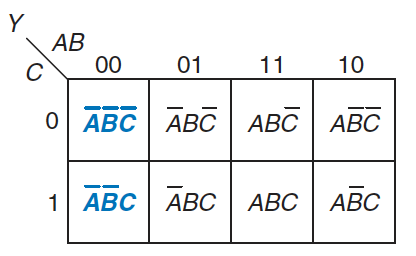 Y
AB
C
00 01 11 10
0 A̅B̅C̅ A̅BC̅ ABC̅ AB̅C̅
1 A̅B̅C A̅BC ABC AB̅C